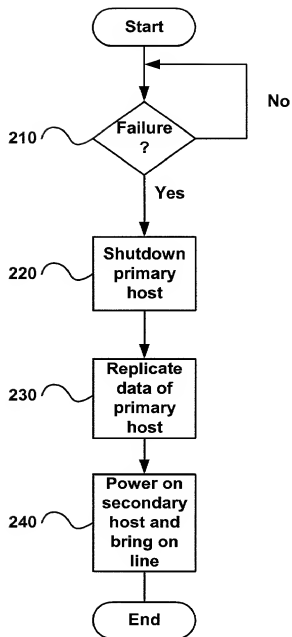 Start
No
210
Failure
?
Yes
220
Shutdown
primary
host
230
Replicate
data of
primary
host
240
Power on
secondary
host and
bring on
line
End